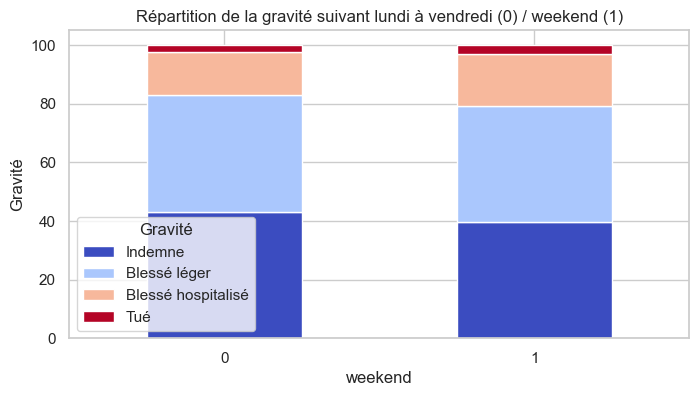 Répartition de la gravité suivant lundi à vendredi (0) / weekend (1)
100
80
60
40
20
0
Gravité
Gravité
Indemne
Blessé léger
Blessé hospitalisé
Tué
0
1
weekend